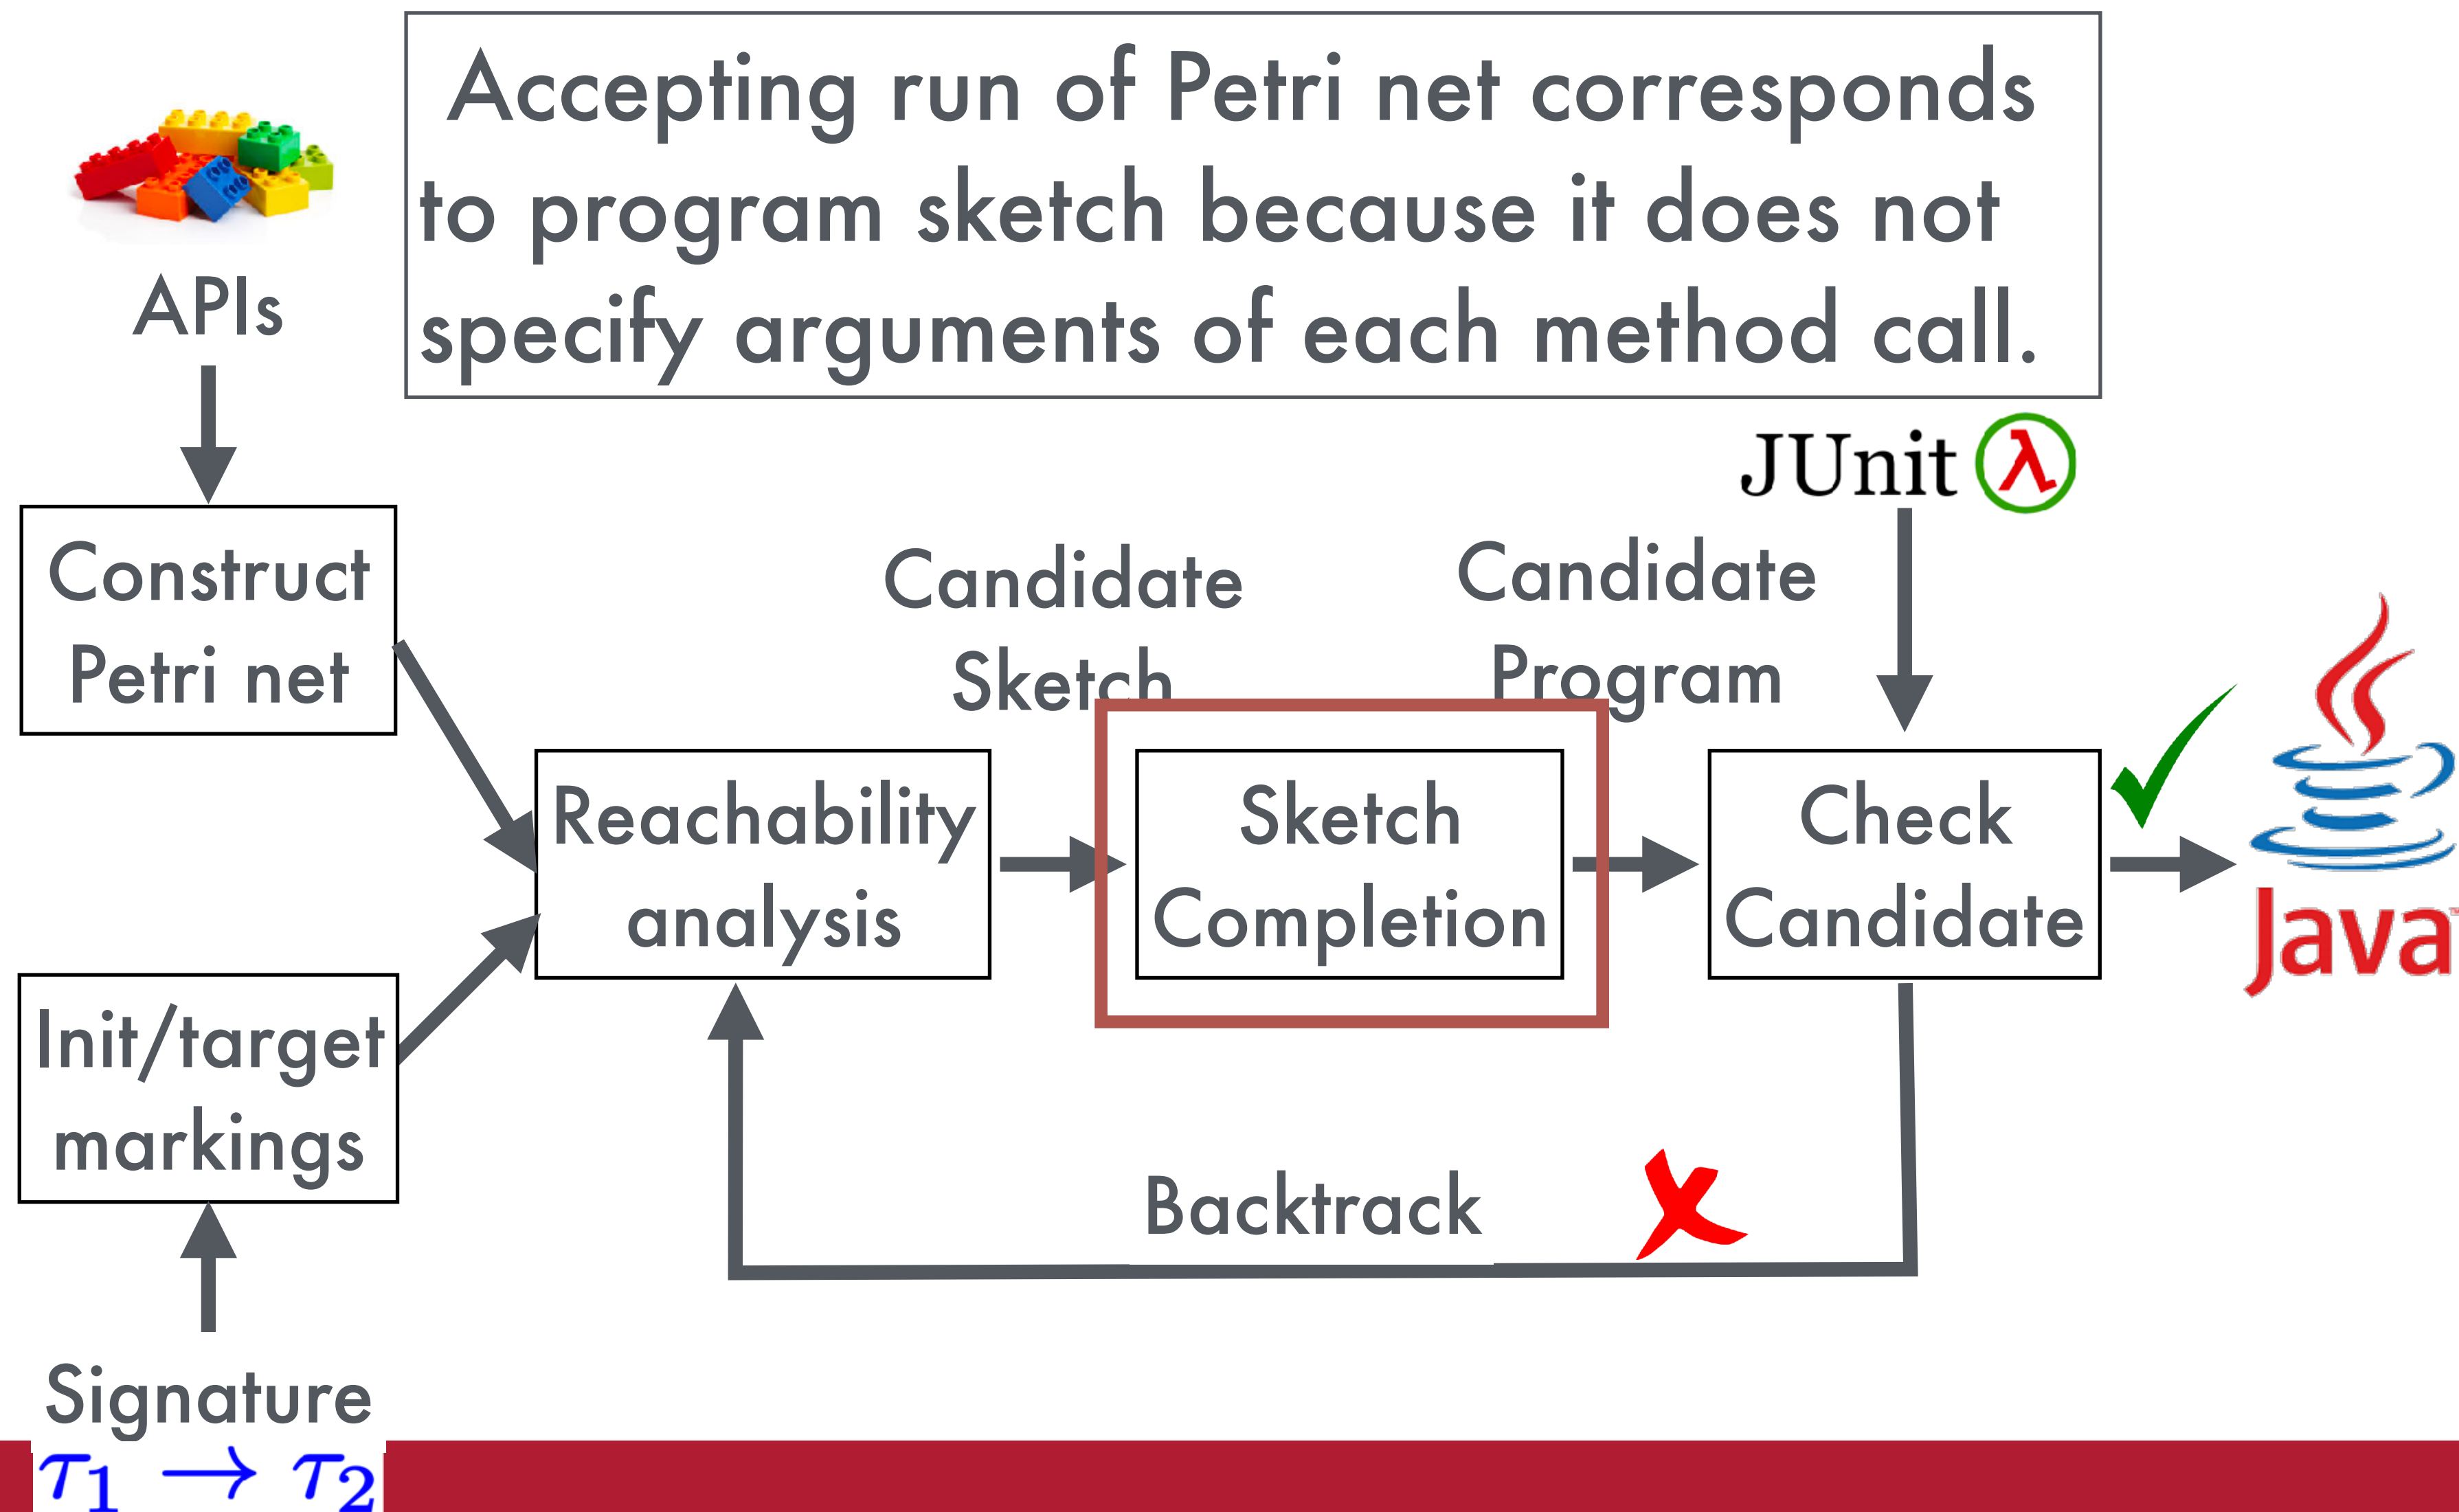 Accepting run of Petri net corresponds
to program sketch because it does not
specify arguments of each method call.
APIs
JUnit
Construct
Petri net
Candidate
Sketch
Candidate
Program
Reachability
analysis
Sketch
Completion
Check
Candidate
Java
Init/target
markings
Backtrack
Signature
τ₁ → τ₂